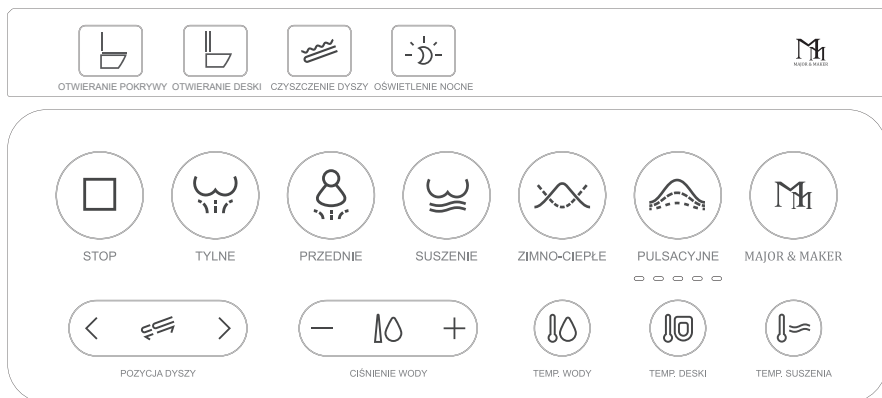 MAJOR & MAKER
OTWIERANIE POKRYWY OTWIERANIE DESKI CZYSZCZENIE DYSZY OŚWIETLENIE NOCNE
STOP TYLNE PRZEDNIE SUSZENIE ZIMNO-CIEPŁE PULSACYJNE MAJOR & MAKER
POZYCJA DYSZY CIŚNIENIE WODY TEMP. WODY TEMP. DESKI TEMP. SUSZENIA